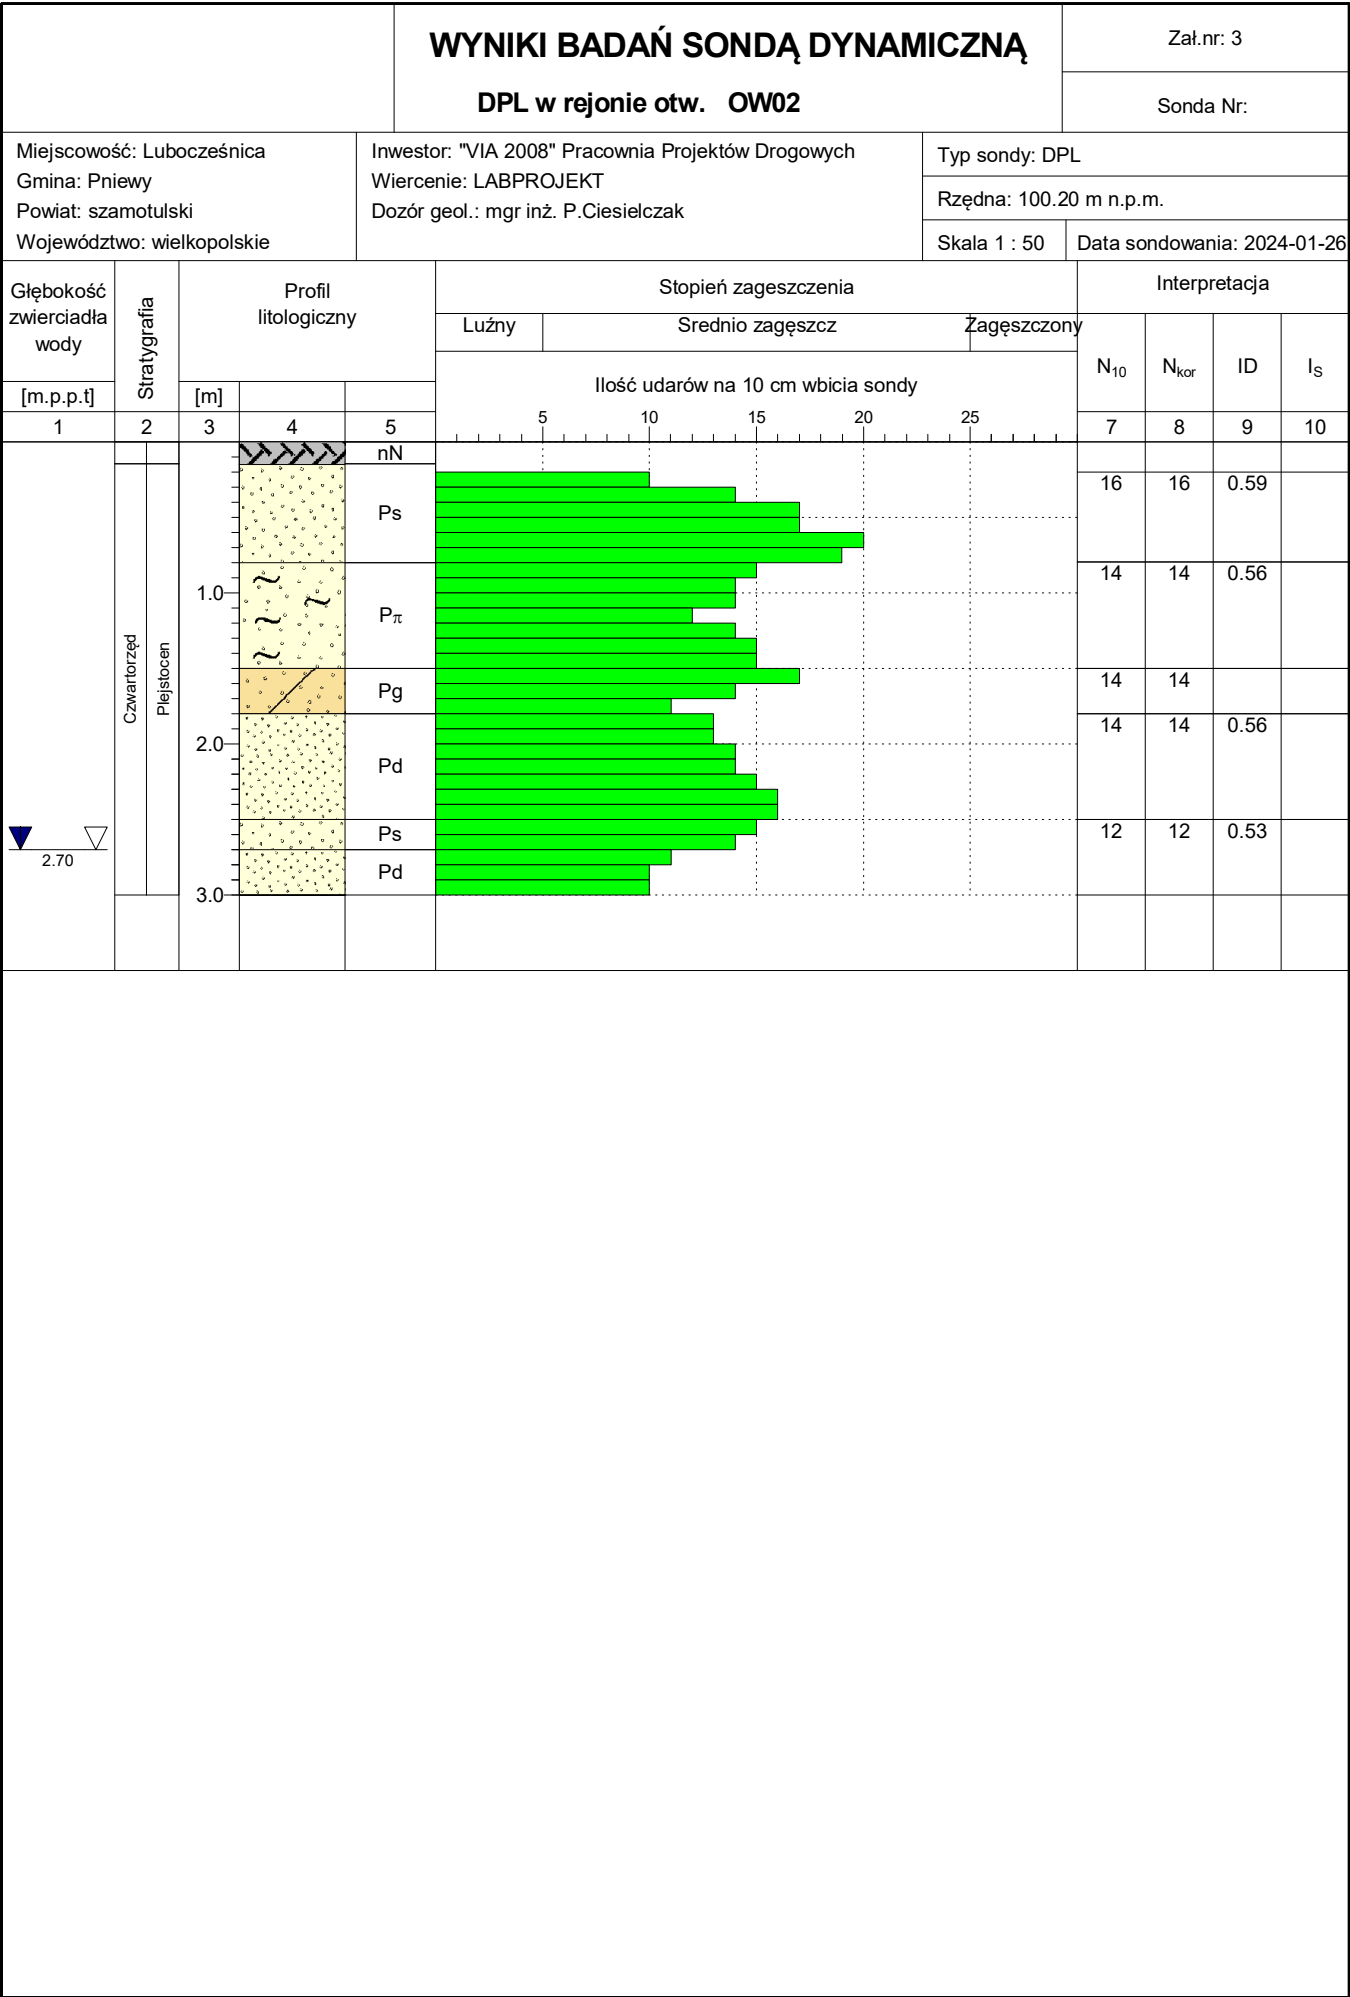 WYNIKI BADAŃ SONDĄ DYNAMICZNĄ
DPL w rejonie otw. OW02
Zał.nr: 3
Sonda Nr:
Miejscowość: Lubocześnica
Gmina: Pniewy
Powiat: szamotulski
Województwo: wielkopolskie
Inwestor: "VIA 2008" Pracownia Projektów Drogowych
Wiercenie: LABPROJEKT
Dozór geol.: mgr inż. P.Ciesielczak
Typ sondy: DPL
Rzędna: 100.20 m n.p.m.
Skala 1 : 50
Data sondowania: 2024-01-26
Głębokość
zwierciadła
wody
[m.p.p.t]
Stratygrafia
Profil
litologiczny
[m]
Stopień zageszczenia
Luźny
Srednio zagęszcz
Zagęszczony
Ilość udarów na 10 cm wbicia sondy
5 10 15 20 25
Interpretacja
N10
Nkor
ID
IS
1 2 3 4 5 7 8 9 10
nN
Ps
16 16 0.59
Pπ
14 14 0.56
1.0
Pg
14 14
Pd
14 14 0.56
2.0
Ps
12 12 0.53
Pd
3.0
Czwartorzęd
Plejstocen
2.70